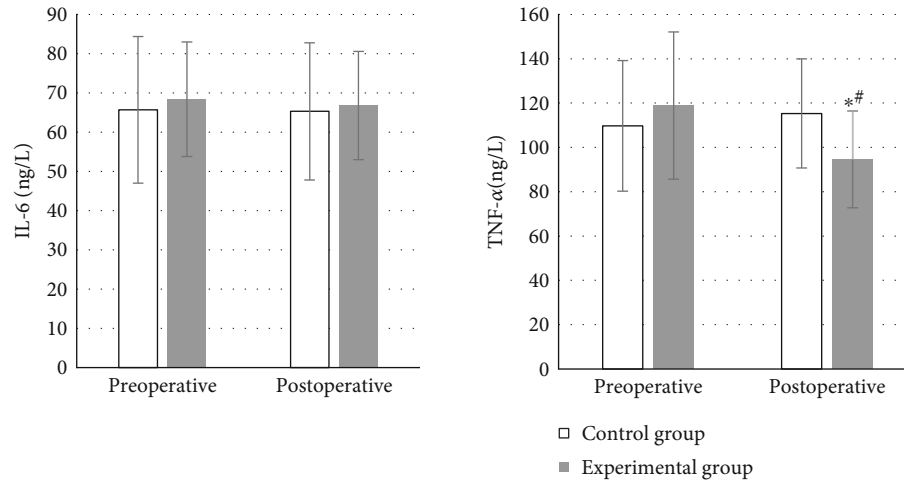 IL-6 (ng/L)
90
80
70
60
50
40
30
20
10
0
Preoperative
Postoperative
TNF-α(ng/L)
160
140
120
100
80
60
40
20
0
*#
Preoperative
Postoperative
Control group
Experimental group